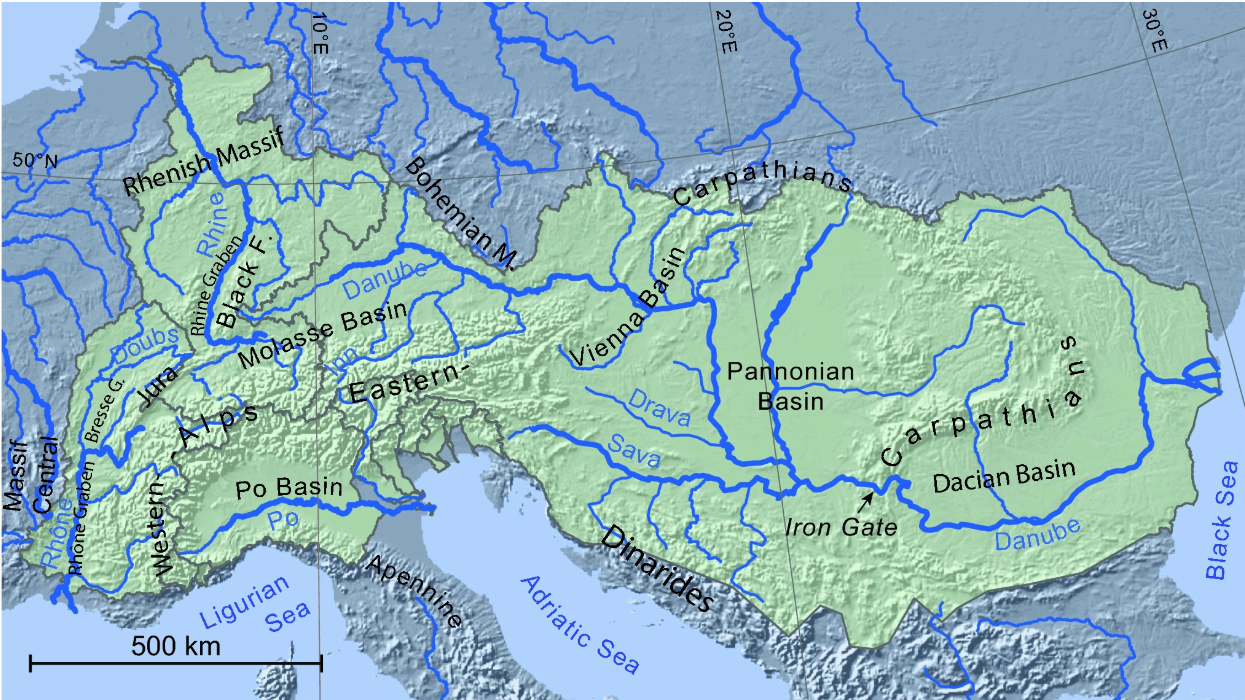 10°E
20°E
30°E
50°N
Rhenish Massif
Bohemian M.
Carpathians
Rhine
Rhine Graben
Black F.
Danube
Molasse Basin
Vienna Basin
Doubs
Jura
Bresse G.
Inn
Eastern-
Alps
Western-
Pannonian
Basin
Drava
Sava
Carpathians
Massif
Central
Rhône
Rhône Graben
Po Basin
Po
Dacian Basin
Iron Gate
Danube
Black Sea
Dinarides
Apennine
Ligurian
Sea
Adriatic Sea
500 km